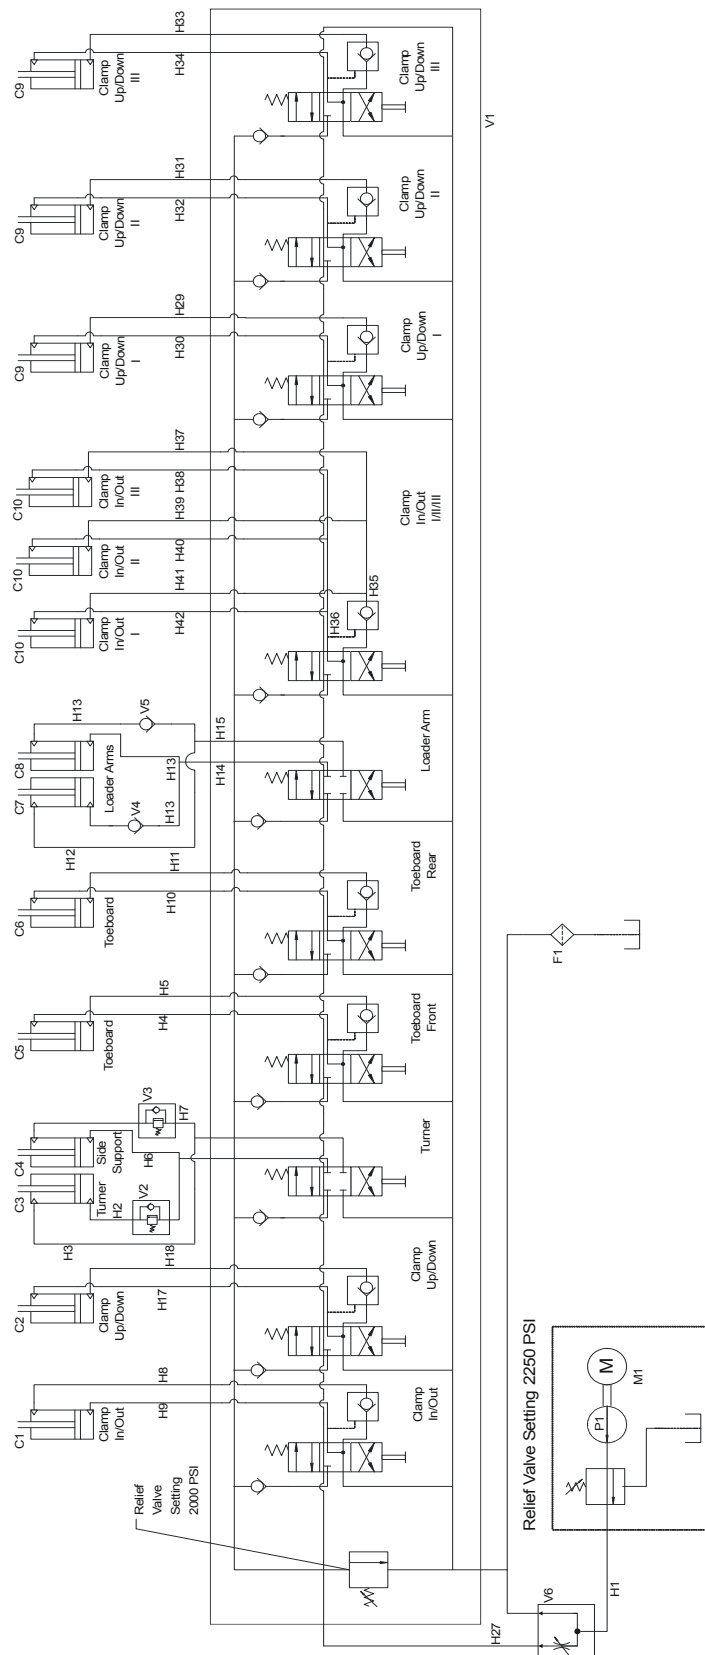 C1
Clamp
In/Out
H8
H9
C2
Clamp
Up/Down
H17
H18
C3
Turner
H2
H3
V2
C4
Side
Support
H6
H7
V3
C5
Toeboard
H4
H5
C6
Toeboard
H10
H11
C7
C8
Loader Arms
H12
V4
H13
H13
H13
V5
H14
H15
C10
Clamp
In/Out
I
H42
H41
C10
Clamp
In/Out
II
H40
H39
C10
Clamp
In/Out
III
H38
H37
C9
Clamp
Up/Down
I
H30
H29
C9
Clamp
Up/Down
II
H32
H31
C9
Clamp
Up/Down
III
H34
H33
Relief
Valve
Setting
2000 PSI
H36
H35
Clamp
In/Out
Clamp
Up/Down
Turner
Toeboard
Front
Toeboard
Rear
Loader Arm
Clamp
In/Out
I/II/III
Clamp
Up/Down
I
Clamp
Up/Down
II
Clamp
Up/Down
III
V1
H27
V6
H1
Relief Valve Setting 2250 PSI
P1
M
M1
F1